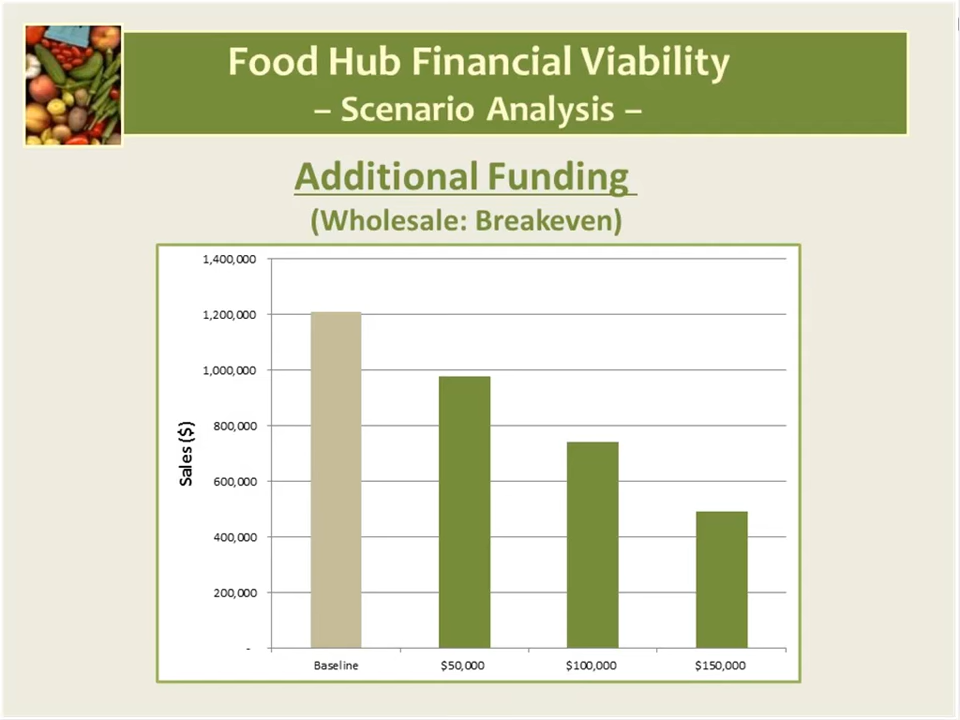 Food Hub Financial Viability
– Scenario Analysis –
Additional Funding
(Wholesale: Breakeven)
1,400,000
1,200,000
1,000,000
800,000
600,000
400,000
200,000
-
Sales ($)
Baseline $50,000 $100,000 $150,000